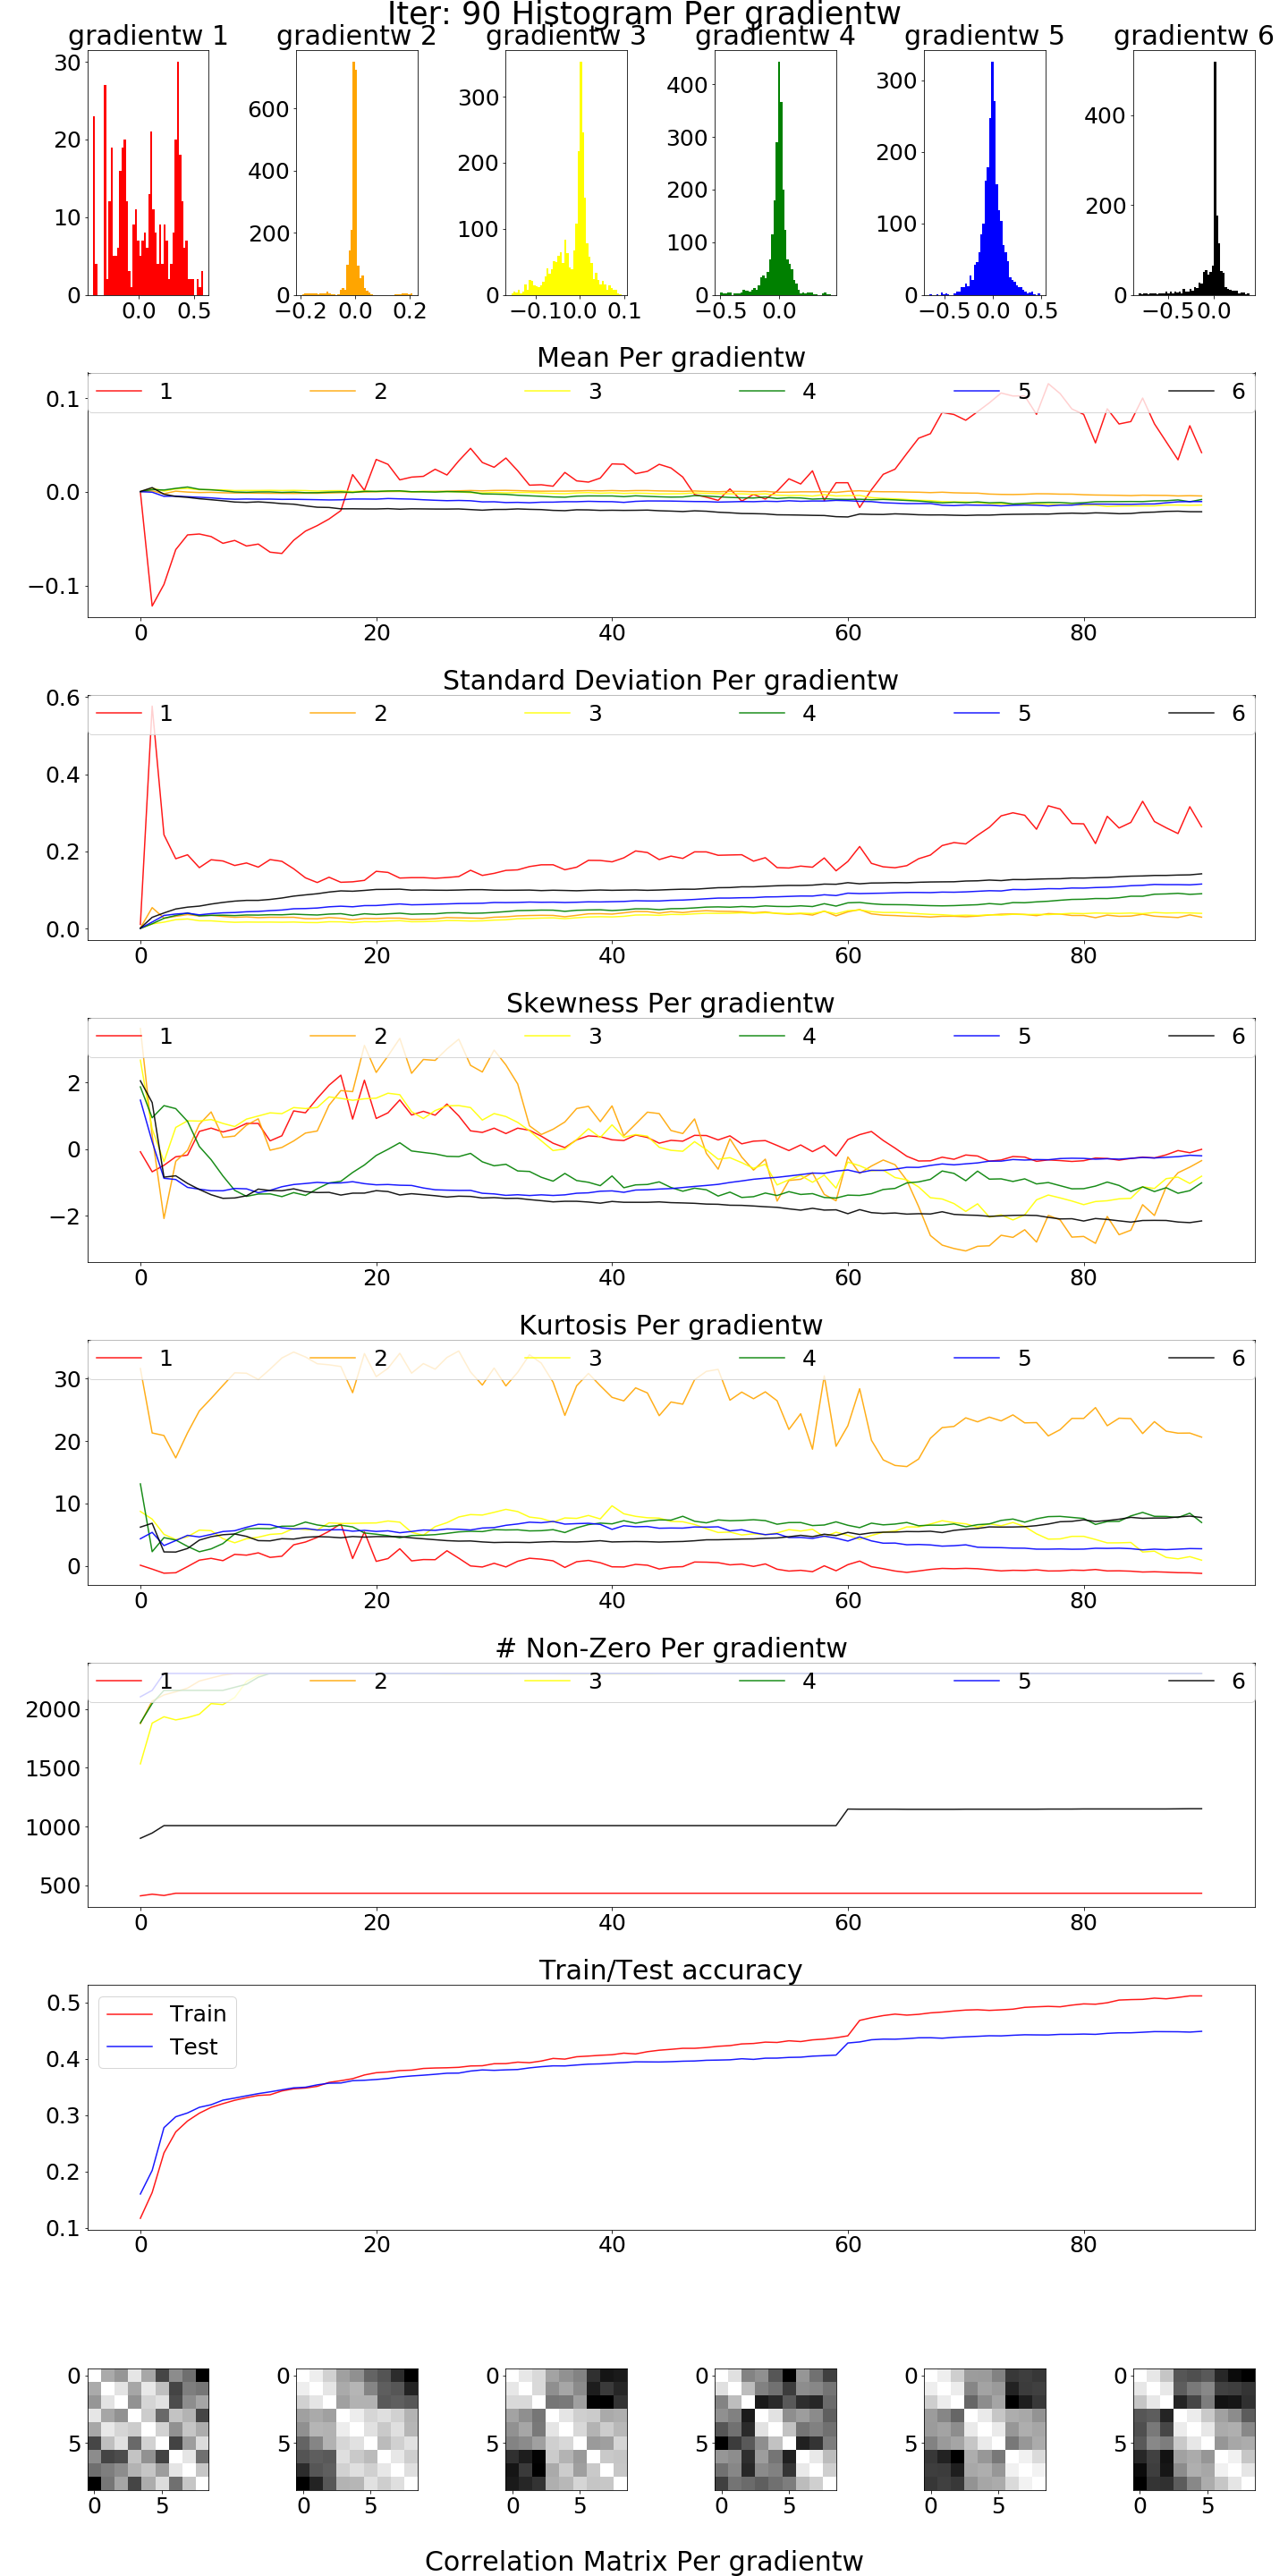 Iter: 90 Histogram Per gradientw
gradientw 1 gradientw 2 gradientw 3 gradientw 4 gradientw 5 gradientw 6
30
20
10
0
0.0 0.5
600
400
200
0
−0.2 0.0 0.2
300
200
100
0
−0.1 0.0 0.1
400
300
200
100
0
−0.5 0.0
300
200
100
0
−0.5 0.0 0.5
400
200
0
−0.5 0.0
Mean Per gradientw
1 2 3 4 5 6
0.1
0.0
−0.1
0 20 40 60 80
Standard Deviation Per gradientw
1 2 3 4 5 6
0.6
0.4
0.2
0.0
0 20 40 60 80
Skewness Per gradientw
1 2 3 4 5 6
2
0
−2
0 20 40 60 80
Kurtosis Per gradientw
1 2 3 4 5 6
30
20
10
0
0 20 40 60 80
# Non-Zero Per gradientw
1 2 3 4 5 6
2000
1500
1000
500
0 20 40 60 80
Train/Test accuracy
Train
Test
0.5
0.4
0.3
0.2
0.1
0 20 40 60 80
0 0 0 0 0 0
5 5 5 5 5 5
0 5 0 5 0 5 0 5 0 5 0 5
Correlation Matrix Per gradientw